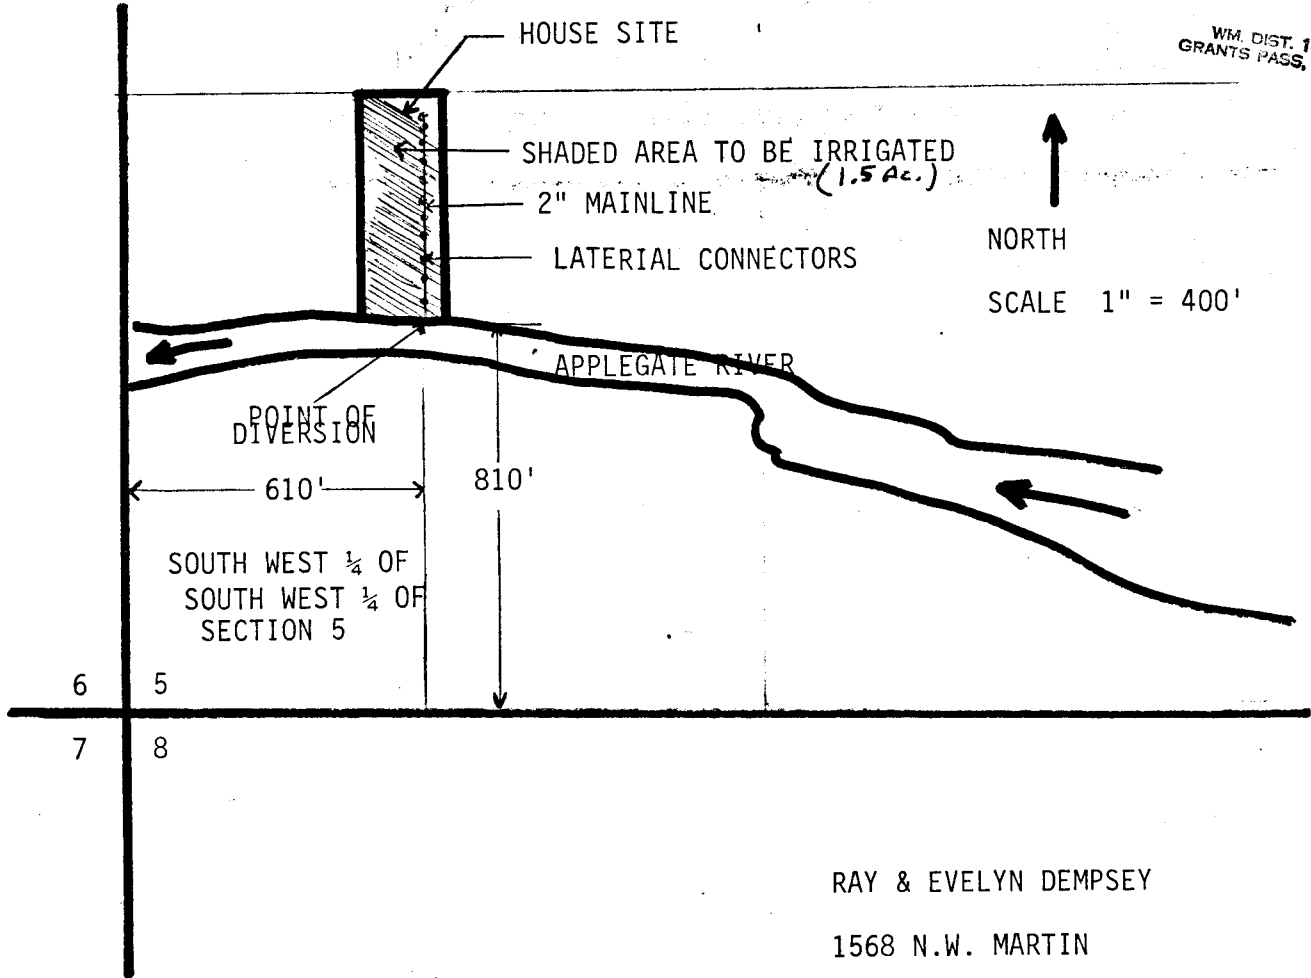 HOUSE SITE
WM. DIST. 1
GRANTS PASS,
SHADED AREA TO BE IRRIGATED
(1.5 Ac.)
2" MAINLINE
NORTH
LATERIAL CONNECTORS
SCALE 1" = 400'
APPLEGATE RIVER
POINT OF
DIVERSION
610'
810'
SOUTH WEST ¼ OF
SOUTH WEST ¼ OF
SECTION 5
6 5
7 8
RAY & EVELYN DEMPSEY
1568 N.W. MARTIN